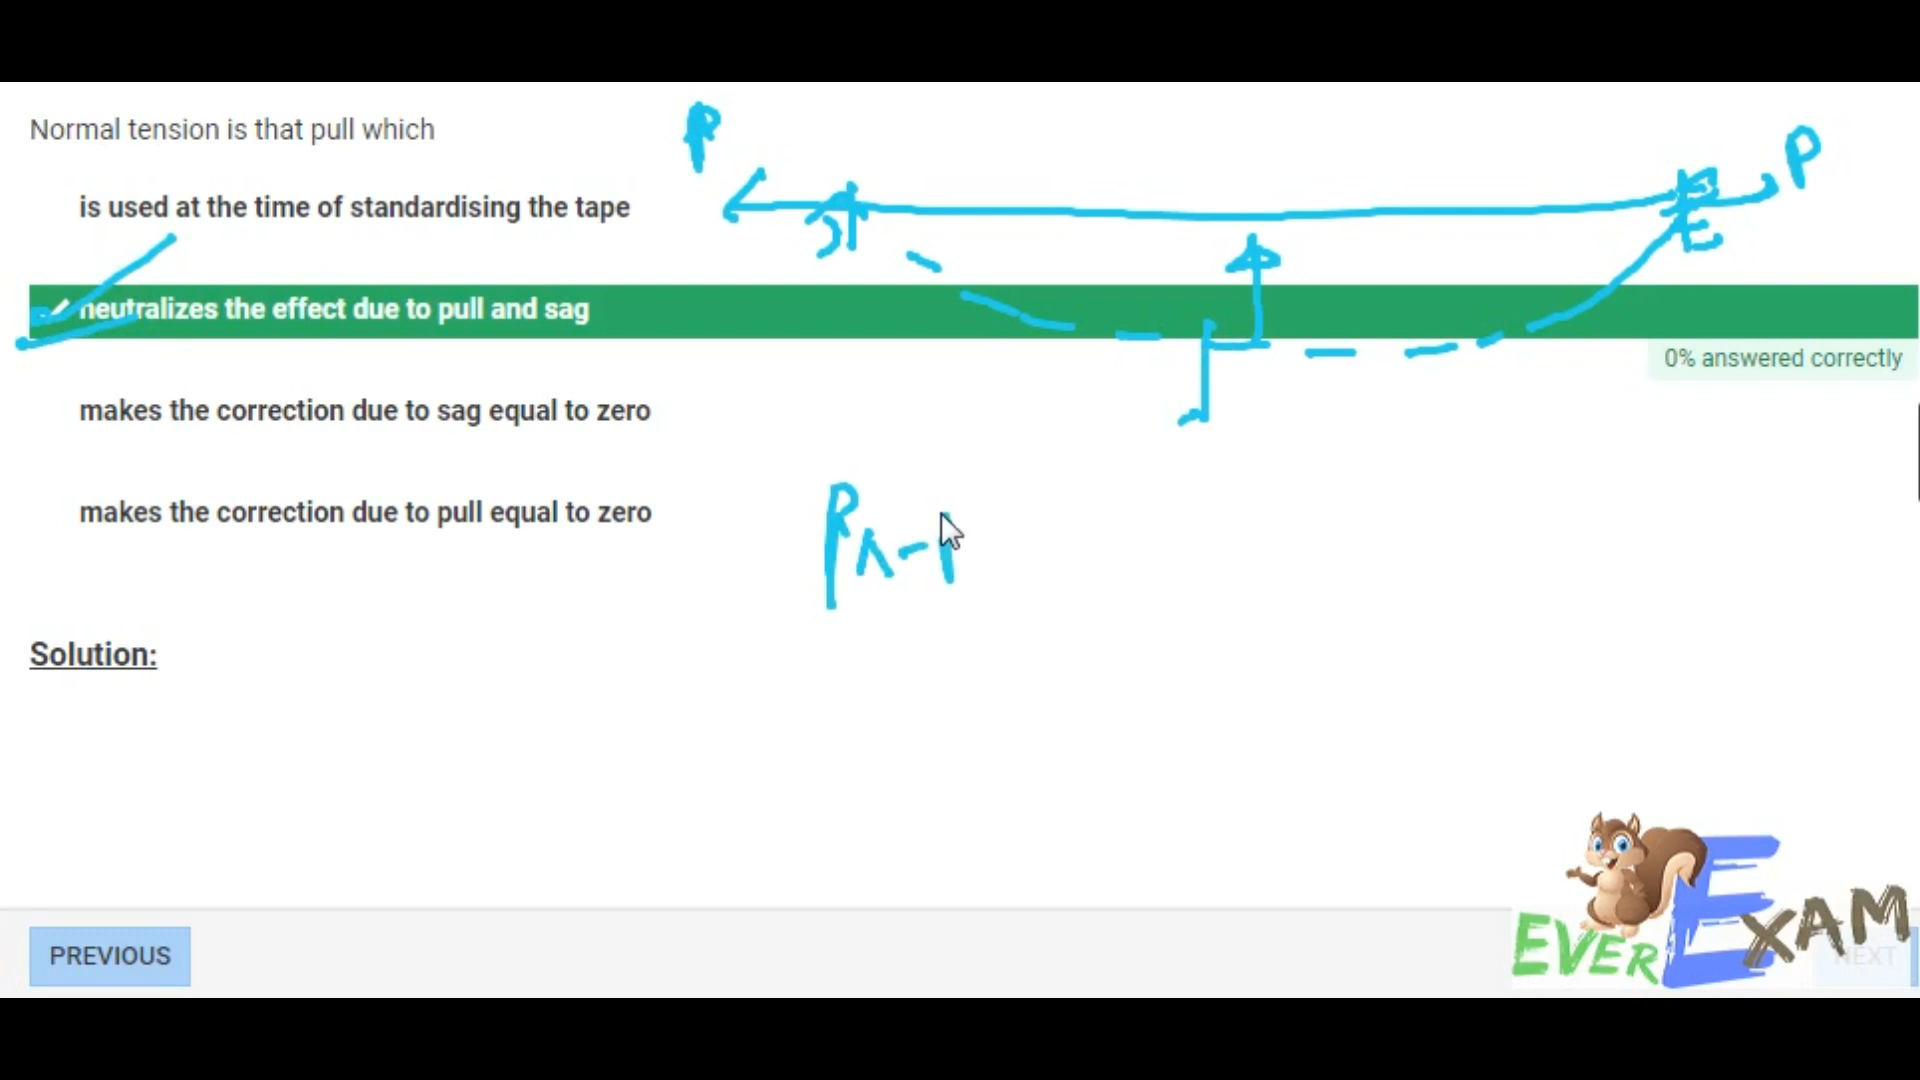 Normal tension is that pull which
P
P
is used at the time of standardising the tape
neutralizes the effect due to pull and sag
0% answered correctly
makes the correction due to sag equal to zero
makes the correction due to pull equal to zero
Solution:
PREVIOUS
EVER EXAM
NEXT